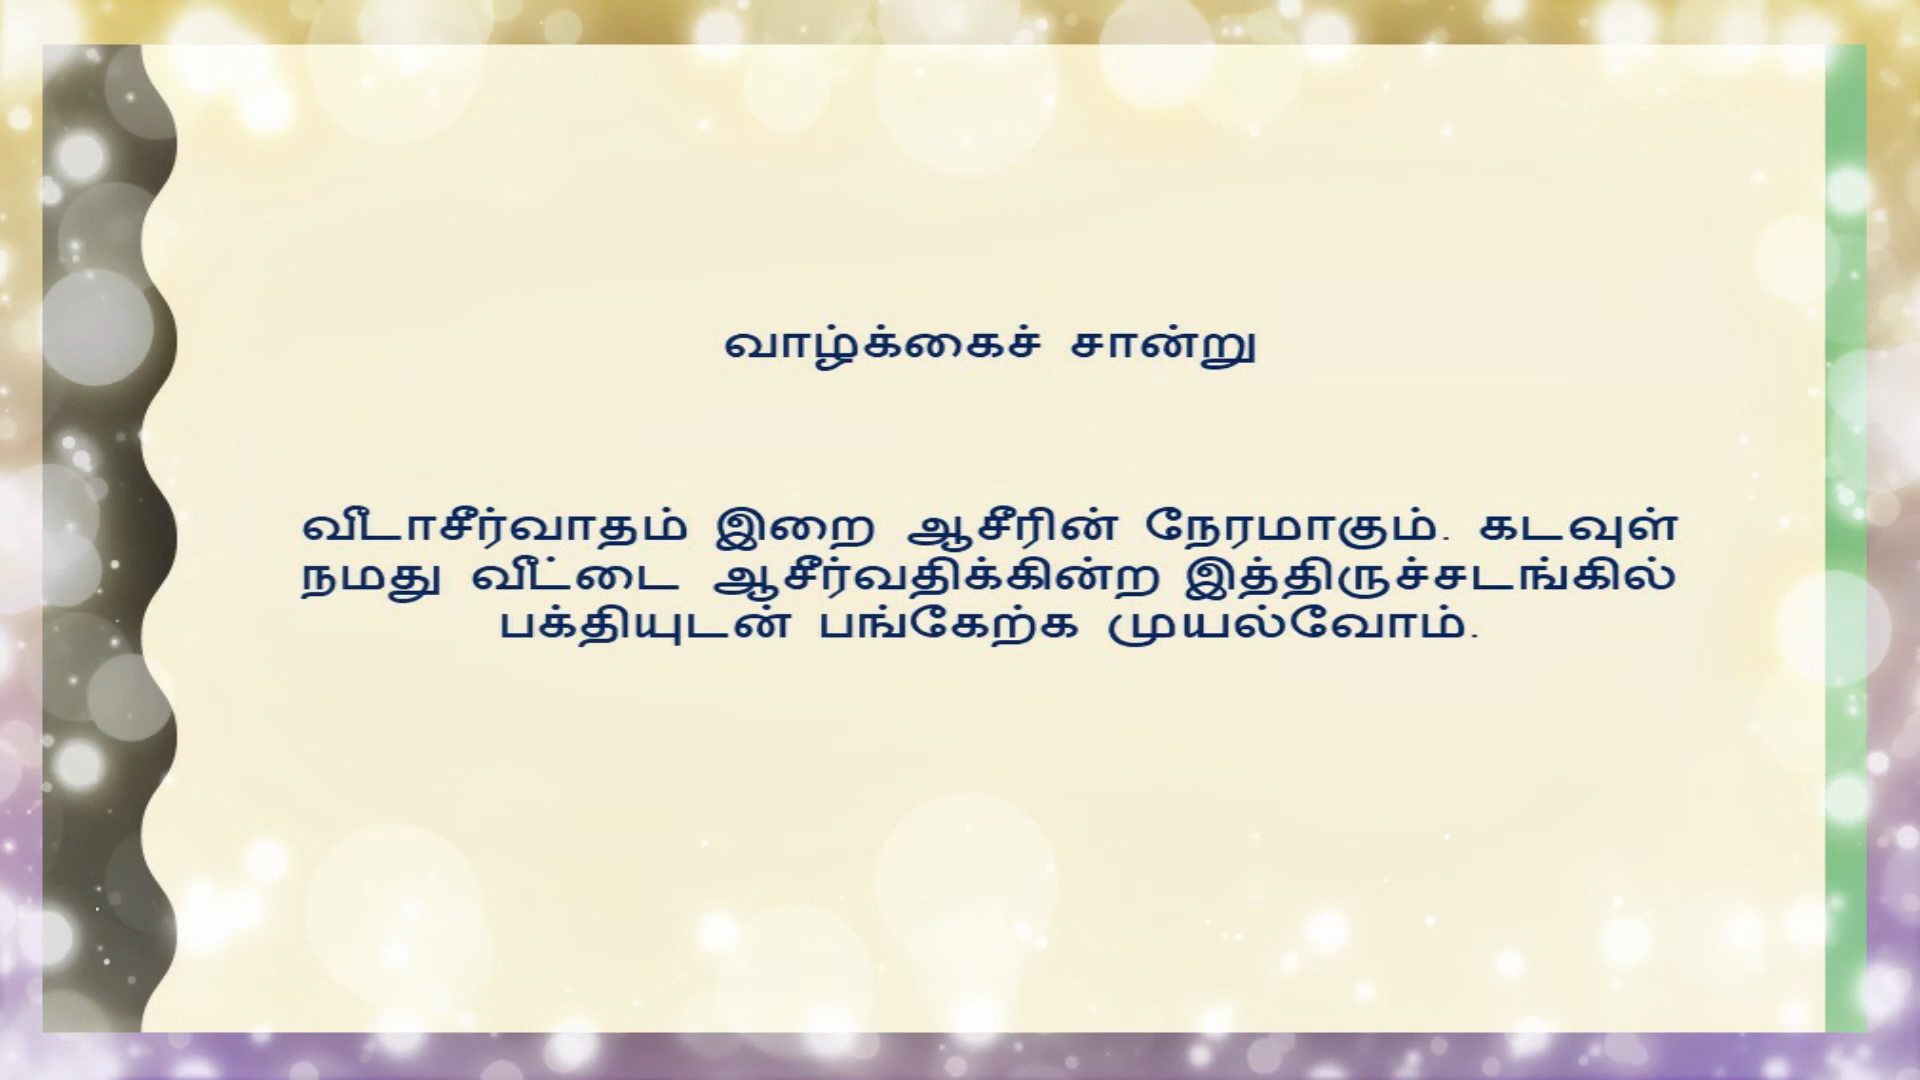 வாழ்க்கைச் சான்று
வீடாசீர்வாதம் இறை ஆசீரின் நேரமாகும். கடவுள்
நமது வீட்டை ஆசீர்வதிக்கின்ற இத்திருச்சடங்கில்
பக்தியுடன் பங்கேற்க முயல்வோம்.